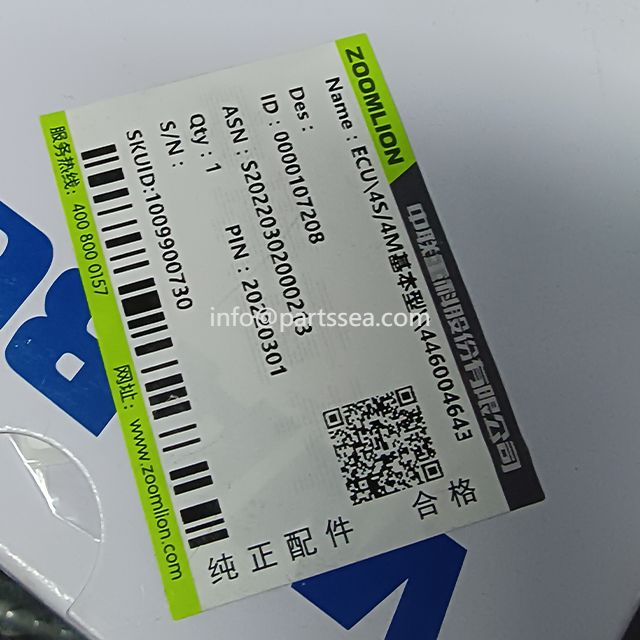 ZOOMLION 中联重科股份有限公司
Name : ECU\4S/4M基本型\446004643
Des :
ID : 0000107208
ASN :
Qty : 1 PIN : 20220301
S/N :
SKUID:1009900730
纯正配件 合格
服务热线: 400 800 0157 网址: www.zoomlion.com
info@partssea.com